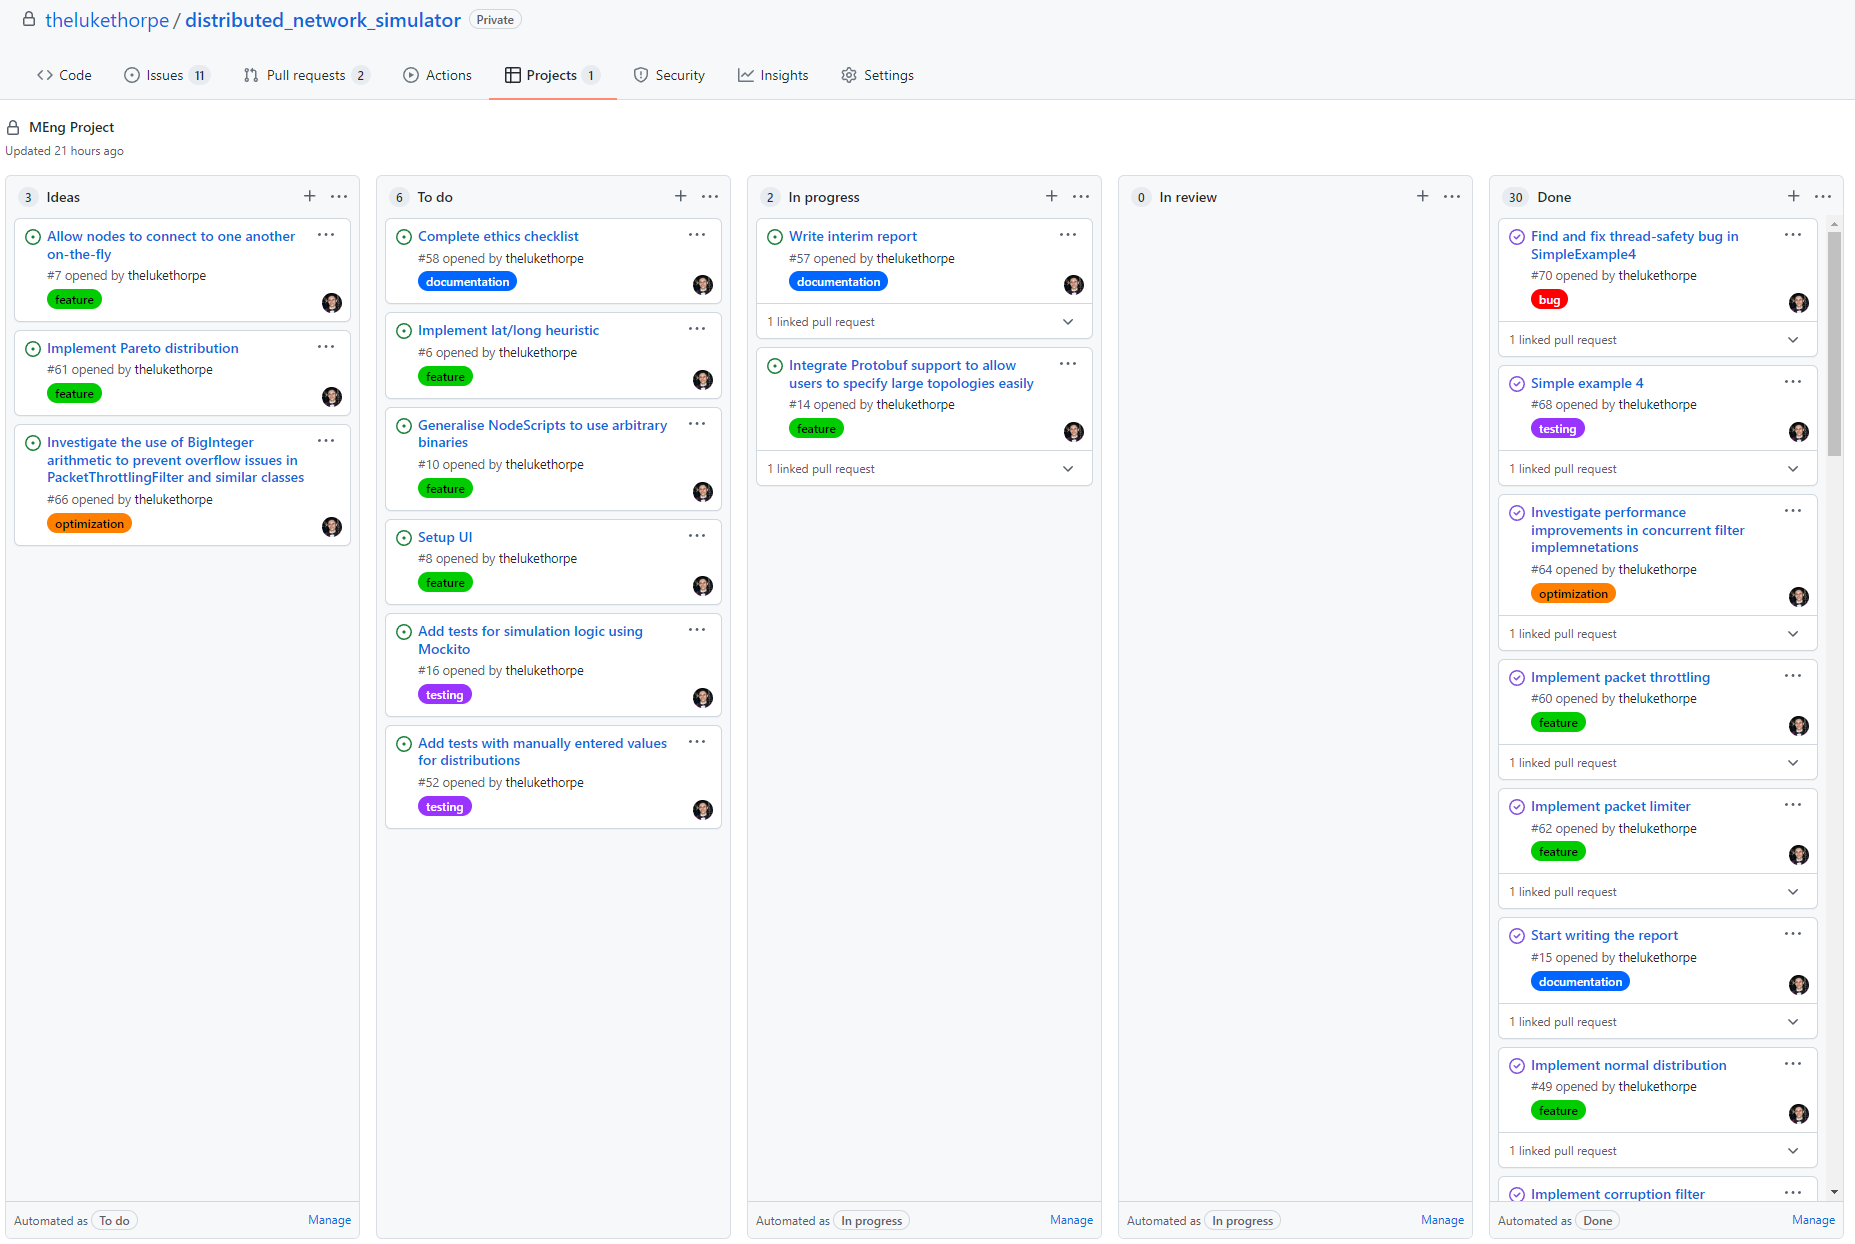 thelukethorpe / distributed_network_simulator Private
Code Issues 11 Pull requests 2 Actions Projects 1 Security Insights Settings
MEng Project
Updated 21 hours ago
3 Ideas
Allow nodes to connect to one another
on-the-fly
#7 opened by thelukethorpe
feature
Implement Pareto distribution
#61 opened by thelukethorpe
feature
Investigate the use of BigInteger
arithmetic to prevent overflow issues in
PacketThrottlingFilter and similar classes
#66 opened by thelukethorpe
optimization
Automated as To do Manage
6 To do
Complete ethics checklist
#58 opened by thelukethorpe
documentation
Implement lat/long heuristic
#6 opened by thelukethorpe
feature
Generalise NodeScripts to use arbitrary
binaries
#10 opened by thelukethorpe
feature
Setup UI
#8 opened by thelukethorpe
feature
Add tests for simulation logic using
Mockito
#16 opened by thelukethorpe
testing
Add tests with manually entered values
for distributions
#52 opened by thelukethorpe
testing
2 In progress
Write interim report
#57 opened by thelukethorpe
documentation
1 linked pull request
Integrate Protobuf support to allow
users to specify large topologies easily
#14 opened by thelukethorpe
feature
1 linked pull request
Automated as In progress Manage
0 In review
Automated as In progress Manage
30 Done
Find and fix thread-safety bug in
SimpleExample4
#70 opened by thelukethorpe
bug
1 linked pull request
Simple example 4
#68 opened by thelukethorpe
testing
1 linked pull request
Investigate performance
improvements in concurrent filter
implemnetations
#64 opened by thelukethorpe
optimization
1 linked pull request
Implement packet throttling
#60 opened by thelukethorpe
feature
1 linked pull request
Implement packet limiter
#62 opened by thelukethorpe
feature
1 linked pull request
Start writing the report
#15 opened by thelukethorpe
documentation
1 linked pull request
Implement normal distribution
#49 opened by thelukethorpe
feature
1 linked pull request
Implement corruption filter
Automated as Done Manage